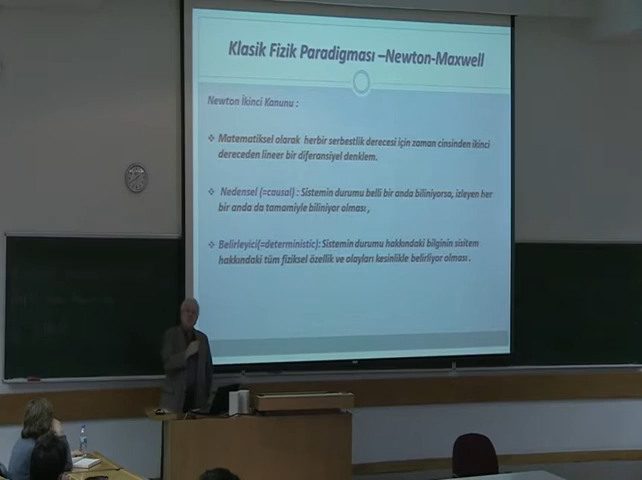 Klasik Fizik Paradigması –Newton-Maxwell
Newton İkinci Kanunu :
❖ Matematiksel olarak herbir serbestlik derecesi için zaman cinsinden ikinci
dereceden lineer bir diferansiyel denklem.
❖ Nedensel (=causal) : Sistemin durumu belli bir anda biliniyorsa, izleyen her
bir anda da tamamiyle biliniyor olması ,
❖ Belirleyici(=deterministic): Sistemin durumu hakkındaki bilginin sisitem
hakkındaki tüm fiziksel özellik ve olayları kesinlikle belirliyor olması .